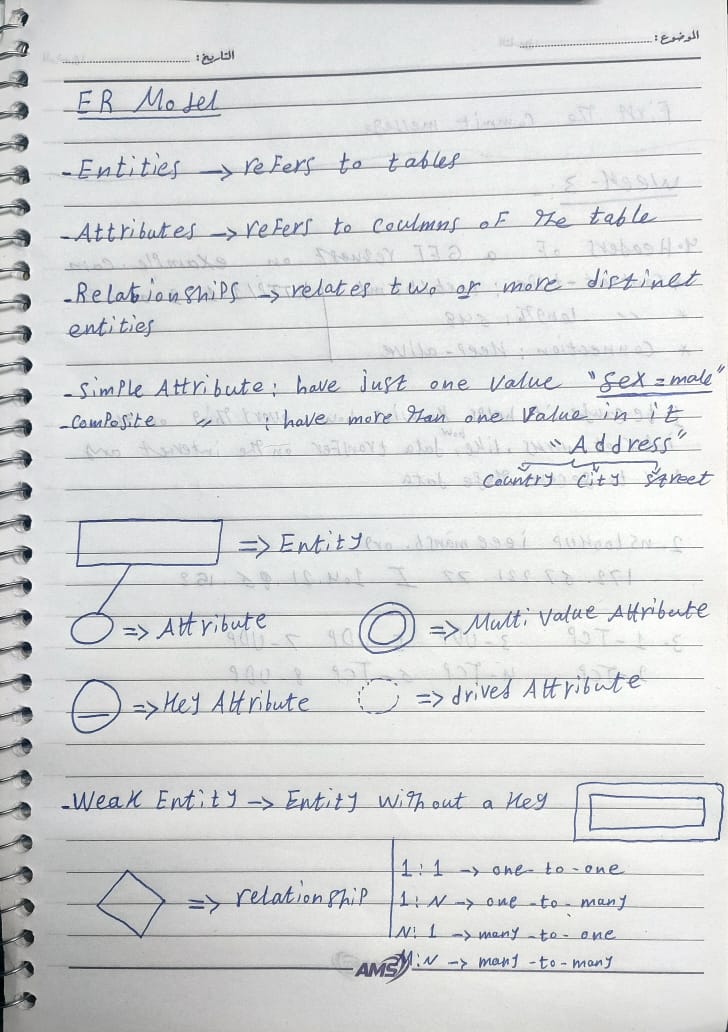 الموضوع:
التاريخ:
ER Model
- Entities → refers to tables
- Attributes → refers to coulmns of the table
- Relationships → relates two or more distinct
entities
- Simple Attribute : have just one value "sex = male"
- Composite " : have more than one value in it
"Address"
Country City Street
=> Entity
=> Attribute
=> Multi Value Attribute
=> Key Attribute
=> drived Attribute
- Weak Entity → Entity without a key
=> relationship
1 : 1 → one-to-one
1 : N → one-to-many
N : 1 → many-to-one
M : N → many-to-many
AMS